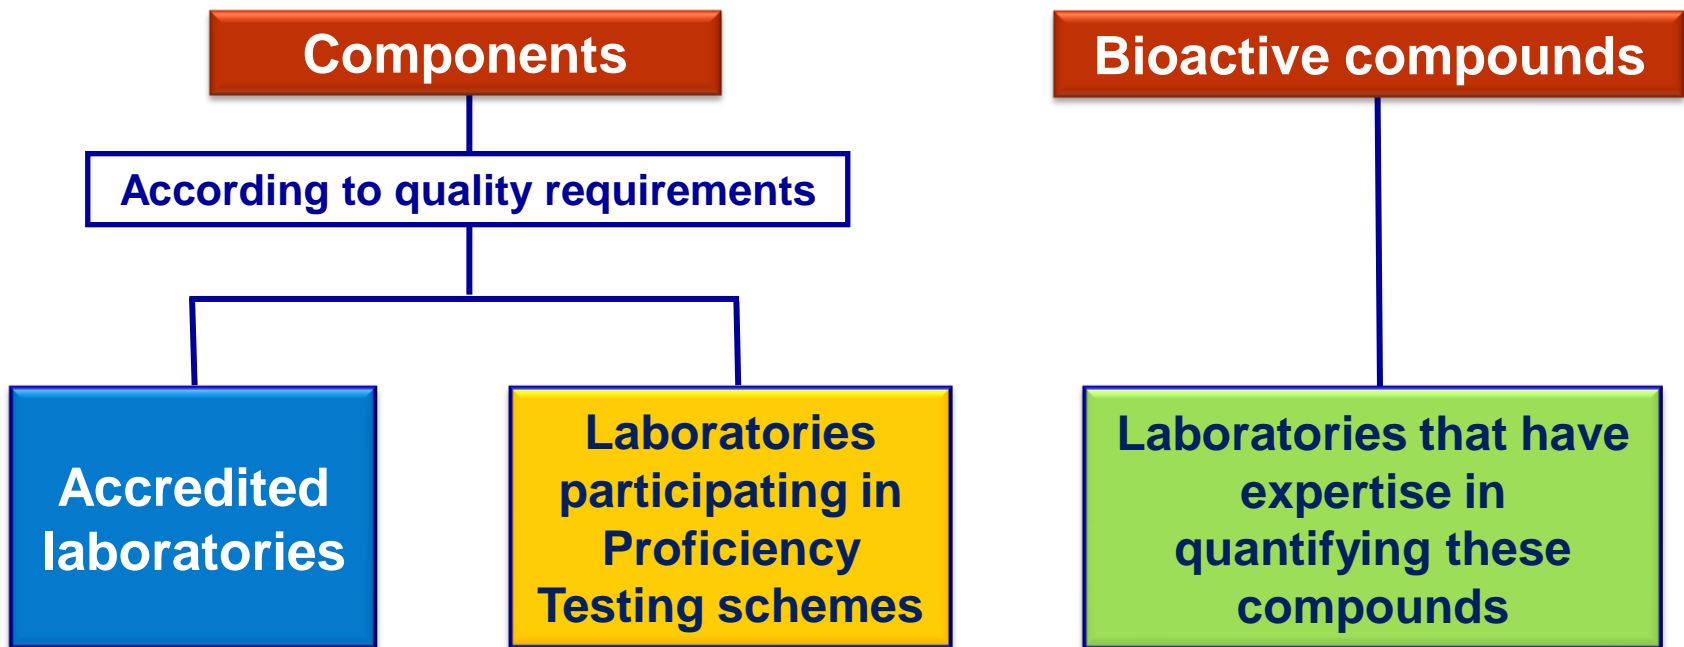 Components
Bioactive compounds
According to quality requirements
Accredited
laboratories
Laboratories
participating in
Proficiency
Testing schemes
Laboratories that have
expertise in
quantifying these
compounds